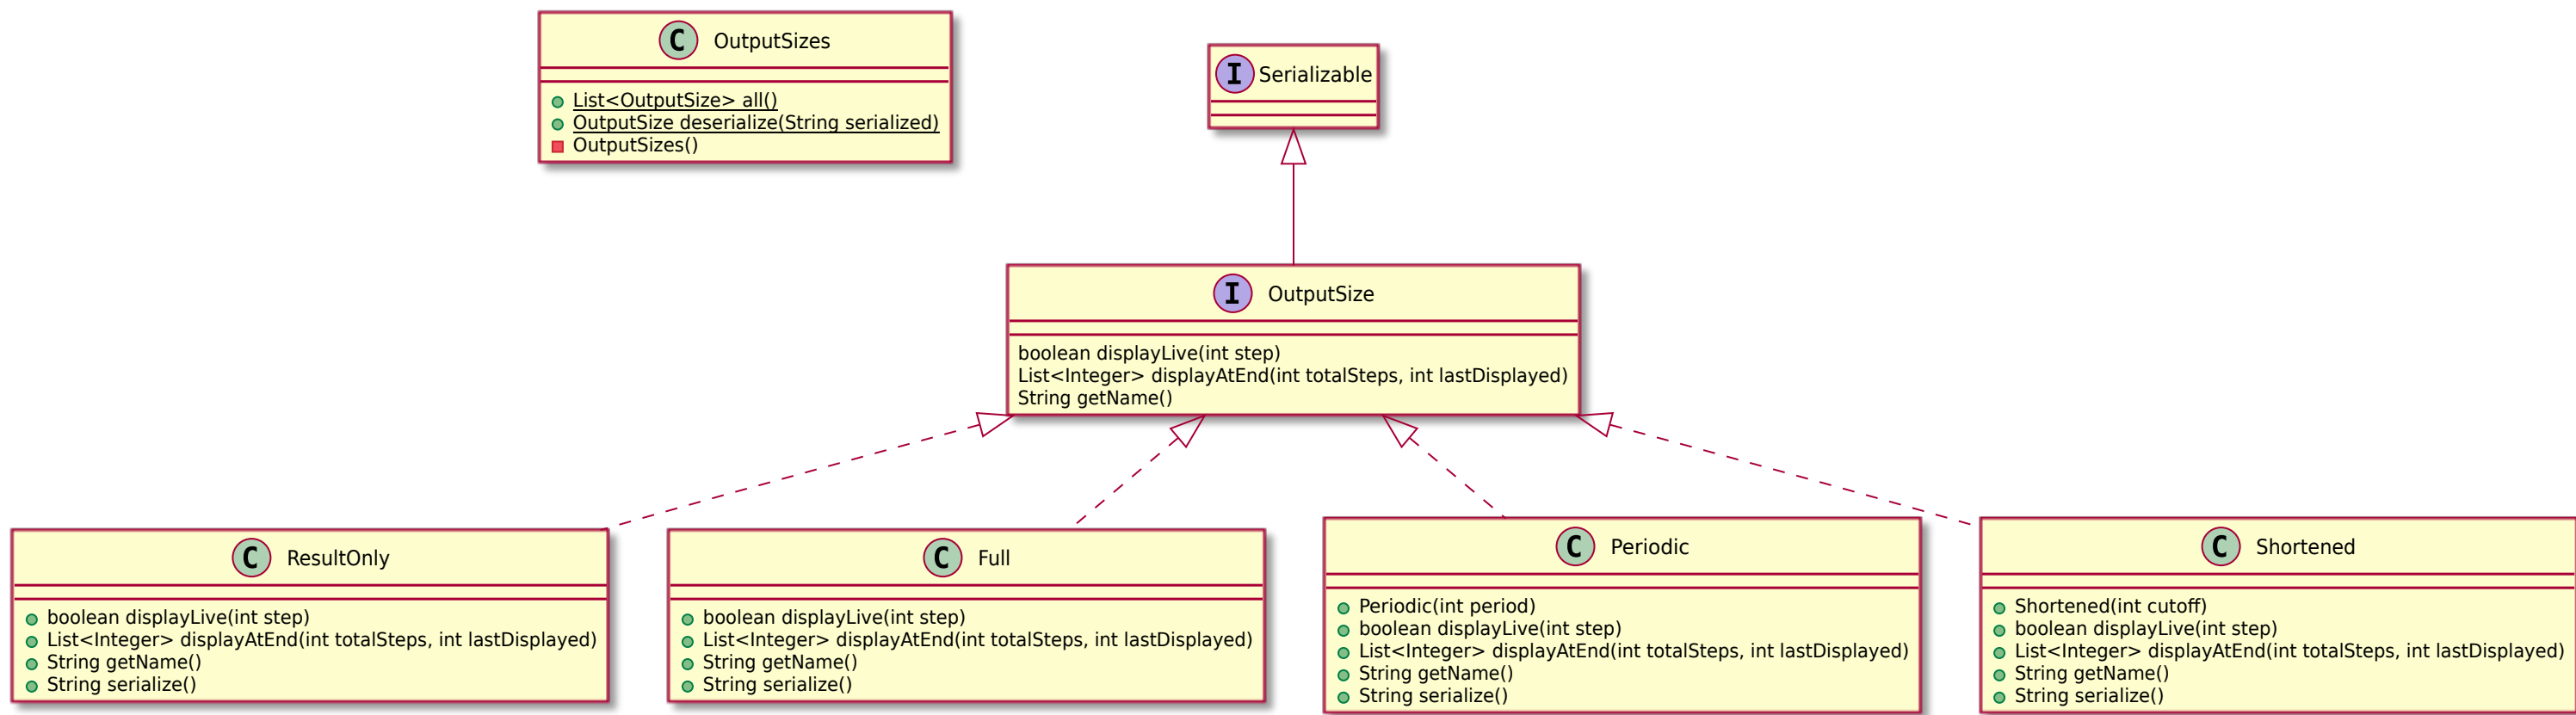 C OutputSizes
List<OutputSize> all()
OutputSize deserialize(String serialized)
OutputSizes()
I Serializable
I OutputSize
boolean displayLive(int step)
List<Integer> displayAtEnd(int totalSteps, int lastDisplayed)
String getName()
C ResultOnly
boolean displayLive(int step)
List<Integer> displayAtEnd(int totalSteps, int lastDisplayed)
String getName()
String serialize()
C Full
boolean displayLive(int step)
List<Integer> displayAtEnd(int totalSteps, int lastDisplayed)
String getName()
String serialize()
C Periodic
Periodic(int period)
boolean displayLive(int step)
List<Integer> displayAtEnd(int totalSteps, int lastDisplayed)
String getName()
String serialize()
C Shortened
Shortened(int cutoff)
boolean displayLive(int step)
List<Integer> displayAtEnd(int totalSteps, int lastDisplayed)
String getName()
String serialize()